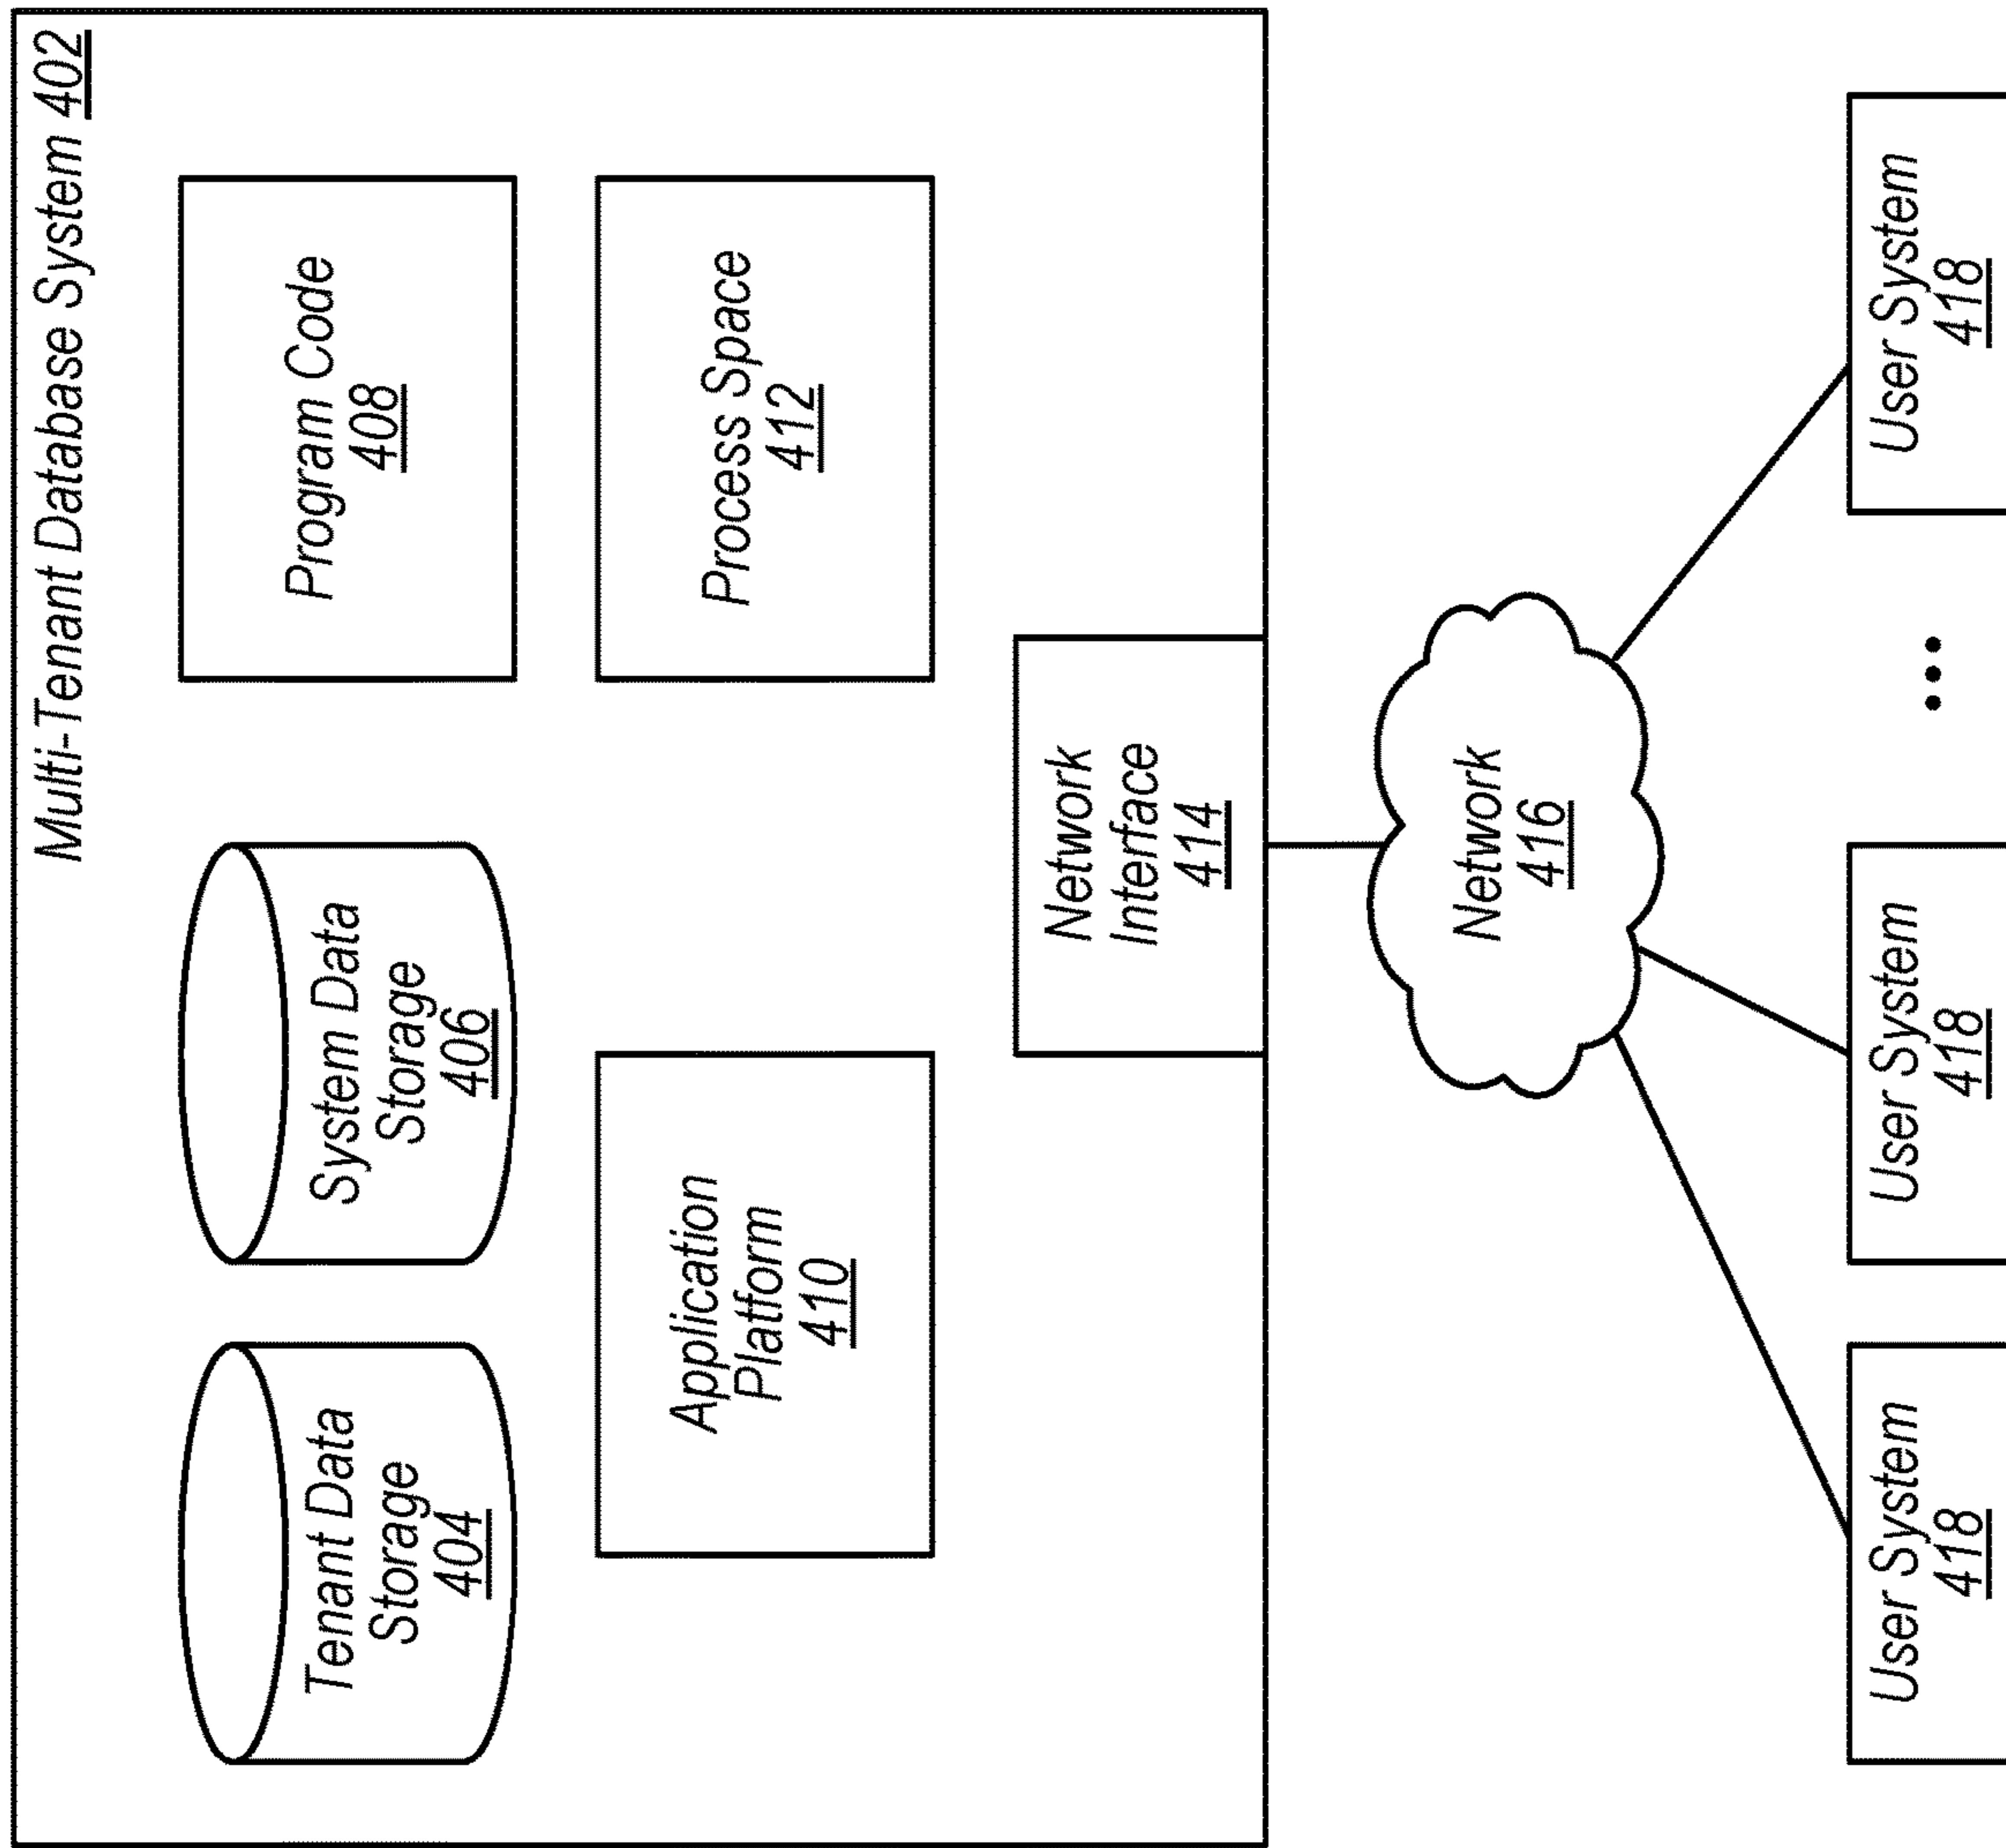 Multi-Tenant Database System 402
Tenant Data
Storage
404
System Data
Storage
406
Program Code
408
Application
Platform
410
Process Space
412
Network
Interface
414
Network
416
User System
418
User System
418
...
User System
418